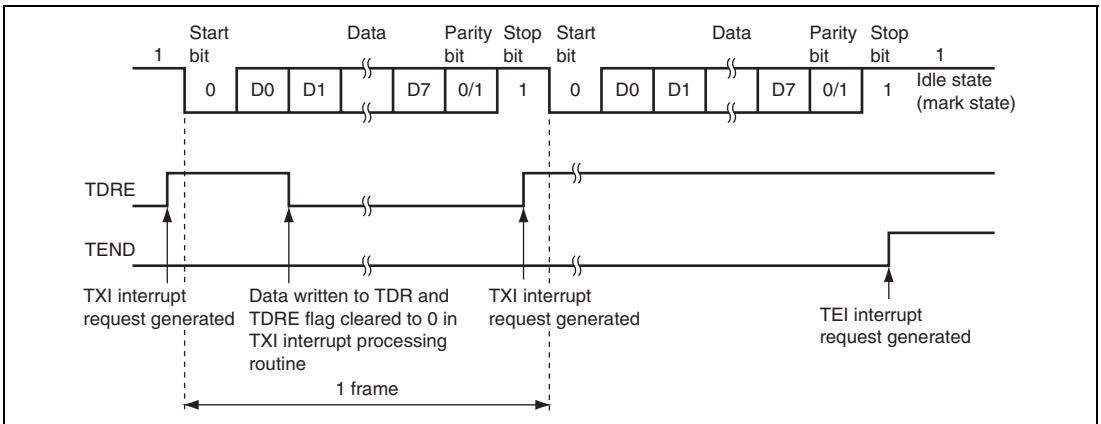 Start bit
Data
Parity bit
Stop bit
Start bit
Data
Parity bit
Stop bit
1
1
0
D0
D1
D7
0/1
1
0
D0
D1
D7
0/1
1
Idle state
(mark state)
TDRE
TEND
TXI interrupt
request generated
Data written to TDR and
TDRE flag cleared to 0 in
TXI interrupt processing
routine
TXI interrupt
request generated
TEI interrupt
request generated
1 frame